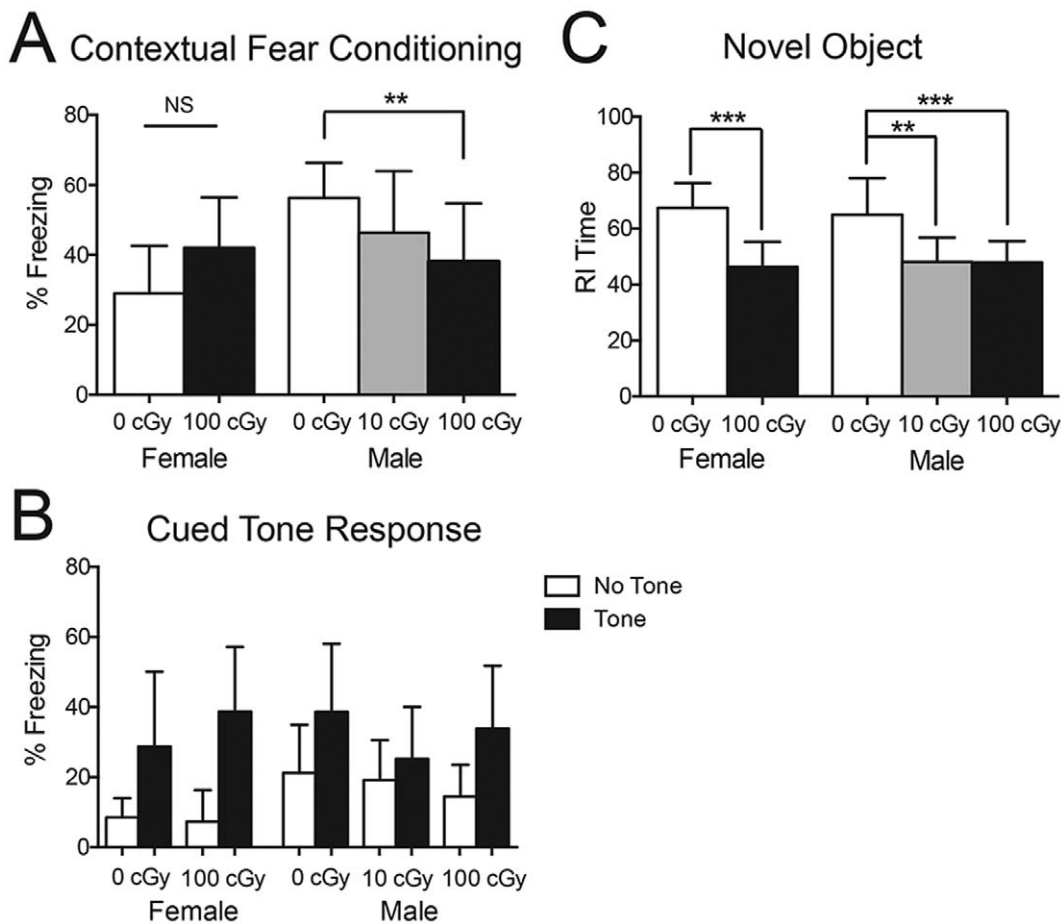 A Contextual Fear Conditioning
NS
**
% Freezing
80
60
40
20
0
0 cGy 100 cGy 0 cGy 10 cGy 100 cGy
Female Male
C Novel Object
***
***
**
RI Time
100
80
60
40
20
0
0 cGy 100 cGy 0 cGy 10 cGy 100 cGy
Female Male
B Cued Tone Response
% Freezing
80
60
40
20
0
0 cGy 100 cGy 0 cGy 10 cGy 100 cGy
Female Male
No Tone
Tone